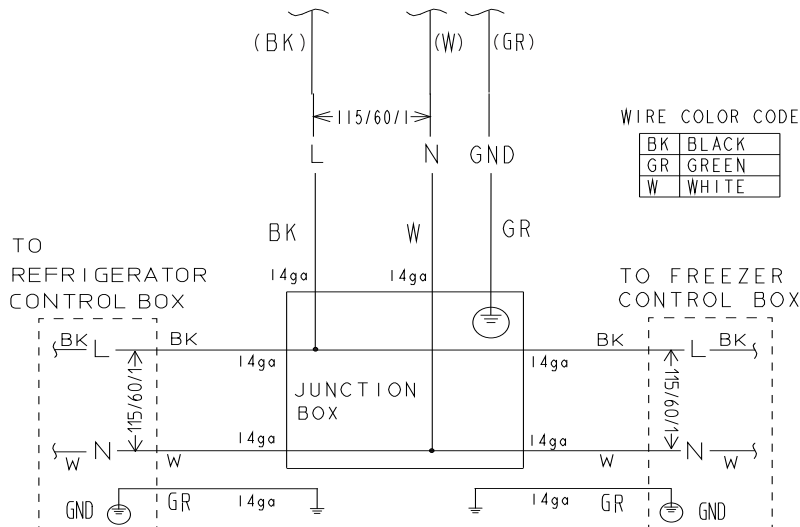 (BK) (W) (GR)
115/60/1
L N GND
WIRE COLOR CODE
BK BLACK
GR GREEN
W WHITE
BK W GR
14ga 14ga
TO
REFRIGERATOR
CONTROL BOX
TO FREEZER
CONTROL BOX
BK L BK 14ga
14ga BK L BK
115/60/1
JUNCTION
BOX
115/60/1
W N W 14ga
14ga W N W
GND GR 14ga
14ga GR GND